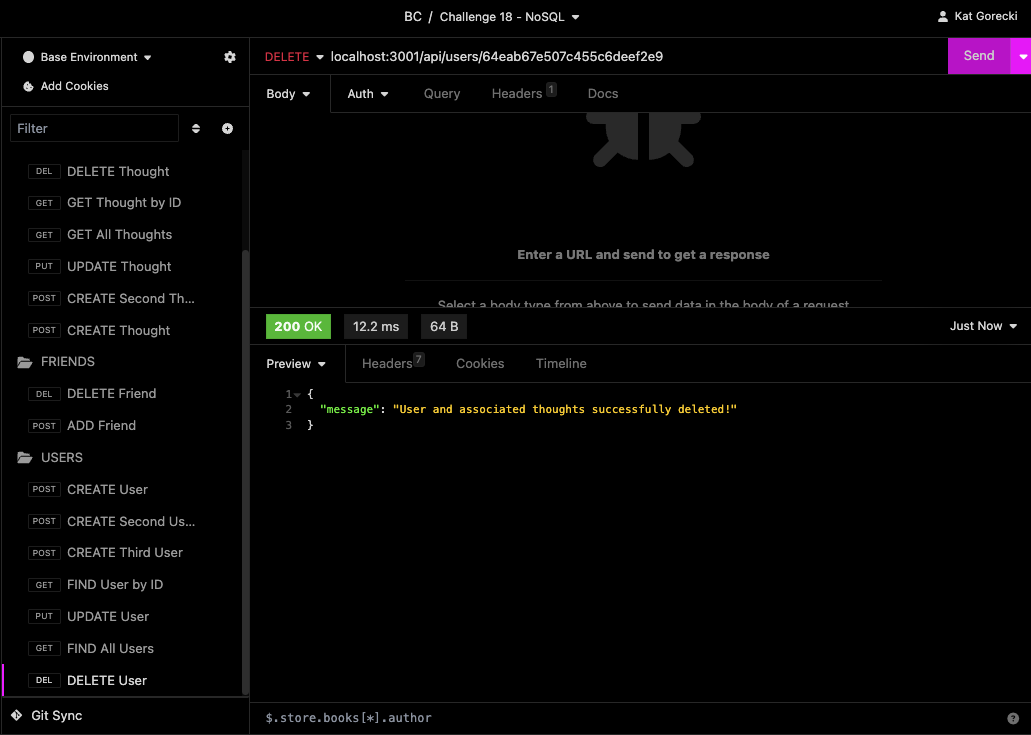 BC / Challenge 18 - NoSQL
Kat Gorecki
Base Environment
Add Cookies
Filter
DEL DELETE Thought
GET GET Thought by ID
GET GET All Thoughts
PUT UPDATE Thought
POST CREATE Second Th...
POST CREATE Thought
FRIENDS
DEL DELETE Friend
POST ADD Friend
USERS
POST CREATE User
POST CREATE Second Us...
POST CREATE Third User
GET FIND User by ID
PUT UPDATE User
GET FIND All Users
DEL DELETE User
Git Sync
DELETE localhost:3001/api/users/64eab67e507c455c6deef2e9 Send
Body Auth Query Headers 1 Docs
Enter a URL and send to get a response
Select a body type from above to send data in the body of a request
200 OK 12.2 ms 64 B Just Now
Preview Headers 7 Cookies Timeline
1 {
2 "message": "User and associated thoughts successfully deleted!"
3 }
$.store.books[*].author
?